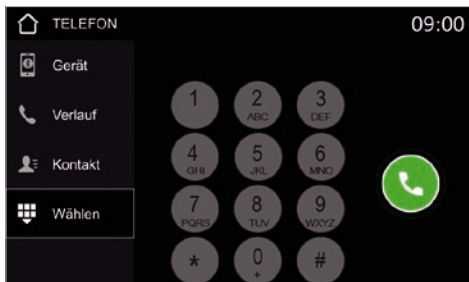 TELEFON 09:00
Gerät
Verlauf
Kontakt
Wählen
1 2 3
ABC DEF
4 5 6
GHI JKL MNO
7 8 9
PQRS TUV WXYZ
* 0 #
+